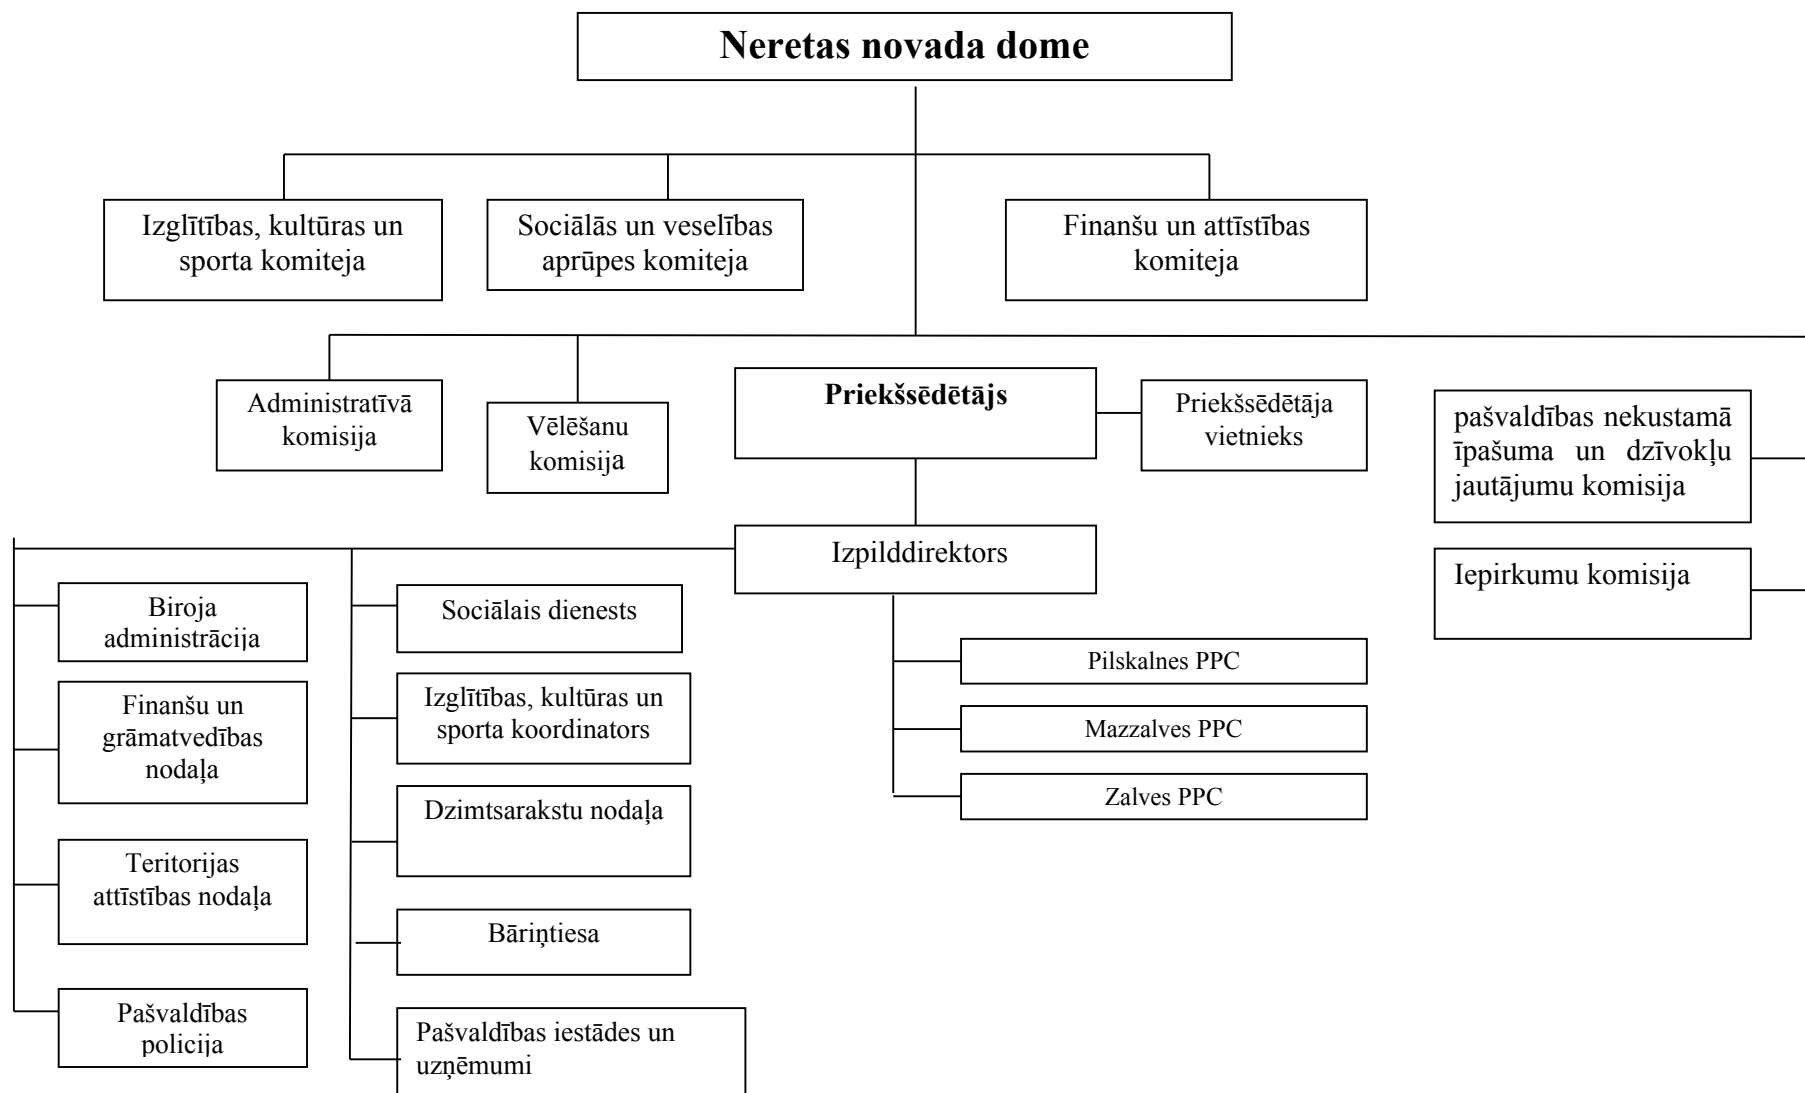 Neretas novada dome
Izglītības, kultūras un
sporta komiteja
Sociālās un veselības
aprūpes komiteja
Finanšu un attīstības
komiteja
Administratīvā
komisija
Vēlēšanu
komisija
Priekšsēdētājs
Priekšsēdētāja
vietnieks
pašvaldības nekustamā
īpašuma un dzīvokļu
jautājumu komisija
Izpilddirektors
Iepirkumu komisija
Biroja
administrācija
Finanšu un
grāmatvedības
nodaļa
Teritorijas
attīstības nodaļa
Pašvaldības
policija
Sociālais dienests
Izglītības, kultūras un
sporta koordinators
Dzimtsarakstu nodaļa
Bāriņtiesa
Pašvaldības iestādes un
uzņēmumi
Pilskalnes PPC
Mazzalves PPC
Zalves PPC